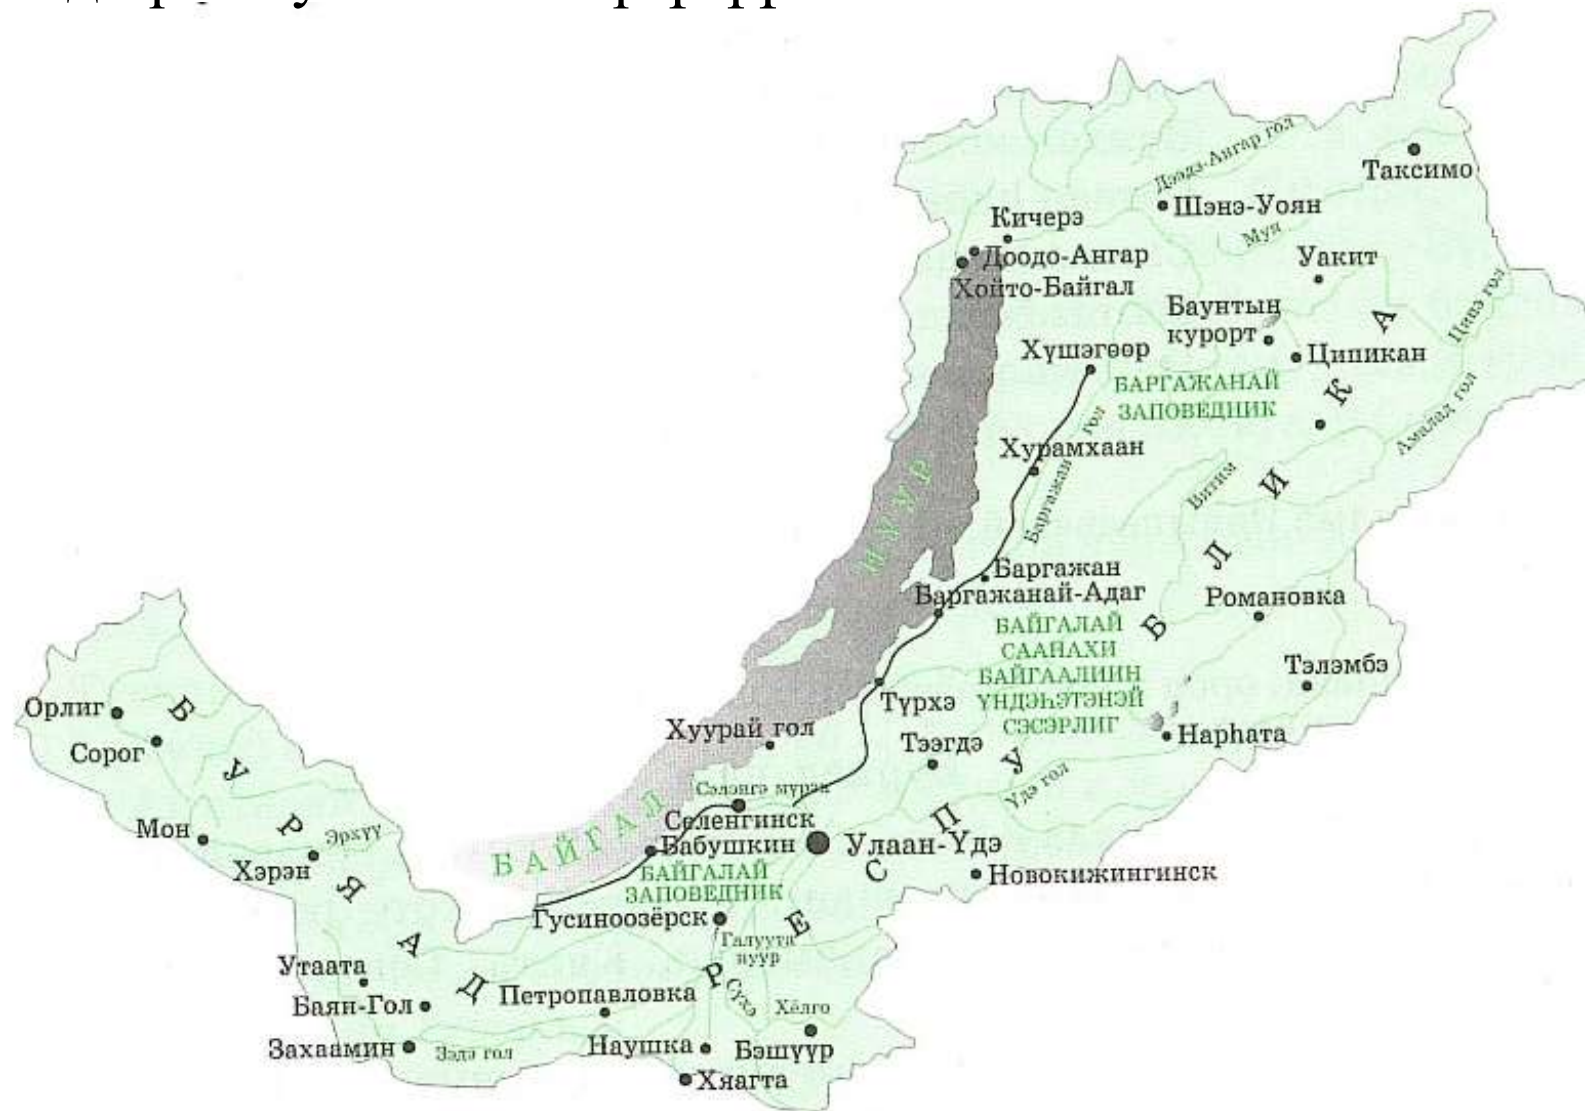 Таксимо
Дээдэ-Ангар гол
Шэнэ-Уоян
Кичерэ
Муя
Доодо-Ангар
Уакит
Хойто-Байгал
Баунтын
курорт
Ципэ гол
Хүшэгөөр
Ципикан
БАРГАЖАНАЙ
ЗАПОВЕДНИК
Амалад гол
Хурамхаан
Баргажан гол
Витим
БАЙГАЛ НУУР
Баргажан
Баргажанай-Адаг
Романовка
БАЙГАЛАЙ
СААНАХИ
БАЙГААЛИИН
ҮНДЭҺЭТЭНЭЙ
СЭСЭРЛИГ
Тэлэмбэ
Түрхэ
Орлиг
Хуурай гол
Нарһата
Сорог
Тээгдэ
Үдэ гол
Сэлэнгэ мүрэн
Селенгинск
Мон
Эрхүү
Бабушкин
Улаан-Үдэ
Хэрэн
БАЙГАЛАЙ
ЗАПОВЕДНИК
Новокижингинск
Гусиноозёрск
Галуута
нуур
БУРЯАД РЕСПУБЛИКА
Утаата
Баян-Гол
Петропавловка
Сүхэ
Хёлго
Захаамин
Зэдэ гол
Наушка
Бэшүүр
Хяагта